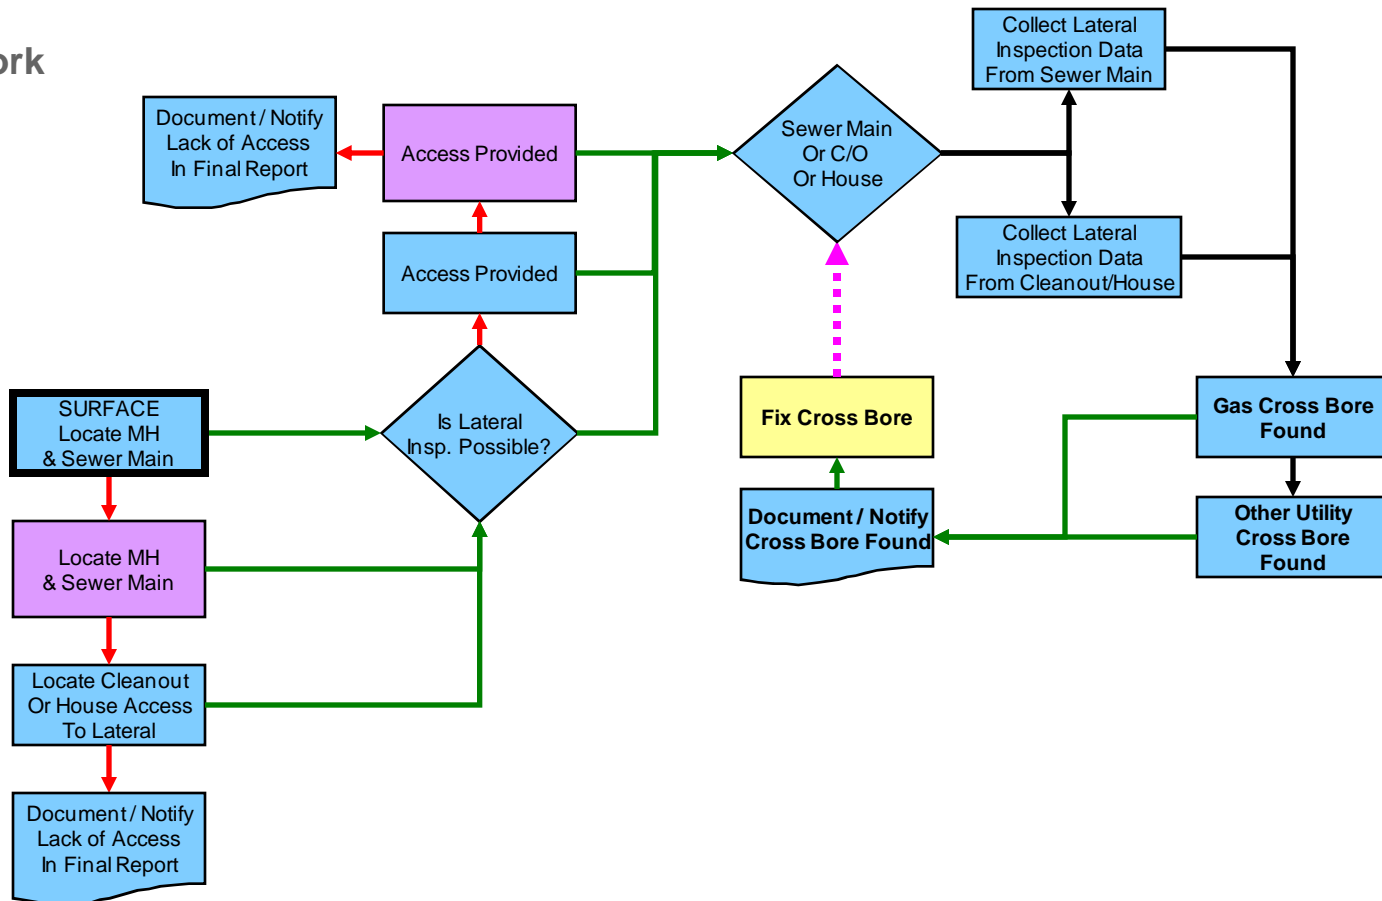 ork
Document / Notify
Lack of Access
In Final Report
Access Provided
Access Provided
Sewer Main
Or C/O
Or House
Collect Lateral
Inspection Data
From Sewer Main
Collect Lateral
Inspection Data
From Cleanout/House
SURFACE
Locate MH
& Sewer Main
Is Lateral
Insp. Possible?
Fix Cross Bore
Gas Cross Bore
Found
Locate MH
& Sewer Main
Document / Notify
Cross Bore Found
Other Utility
Cross Bore
Found
Locate Cleanout
Or House Access
To Lateral
Document / Notify
Lack of Access
In Final Report